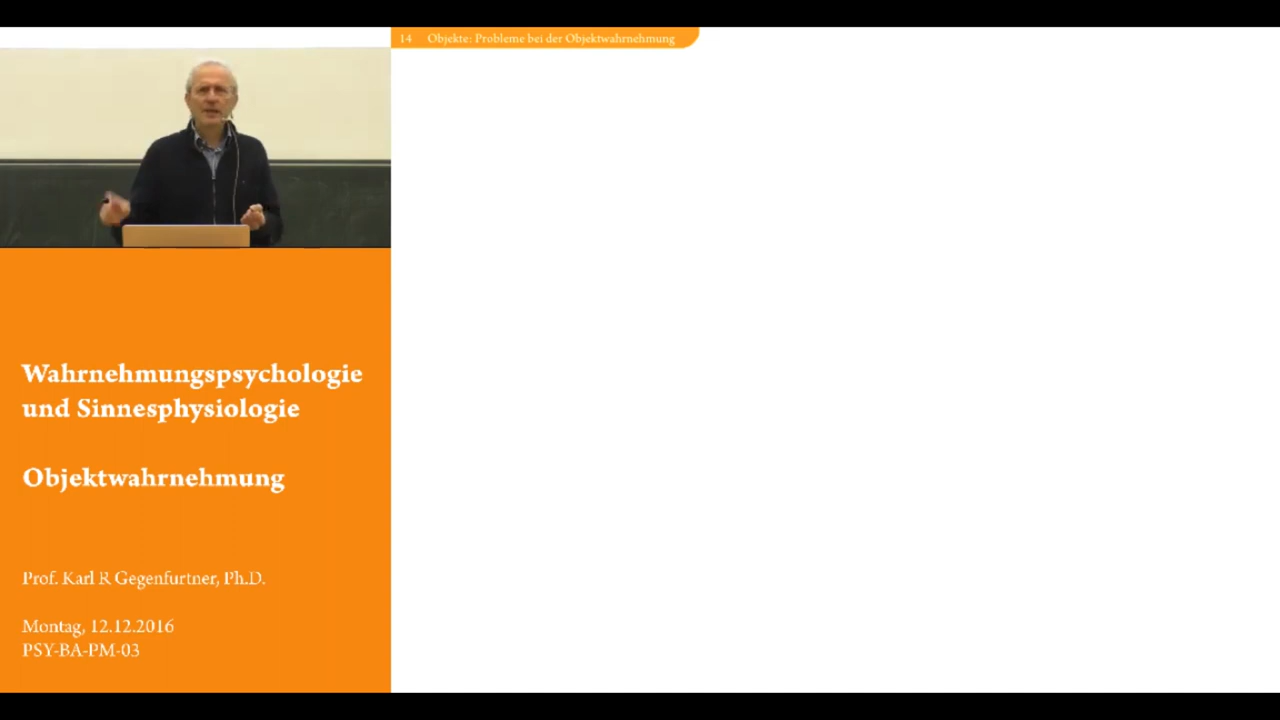 14 Objekte: Probleme bei der Objektwahrnehmung
Wahrnehmungspsychologie
und Sinnesphysiologie
Objektwahrnehmung
Prof. Karl R Gegenfurtner, Ph.D.
Montag, 12.12.2016
PSY-BA-PM-03